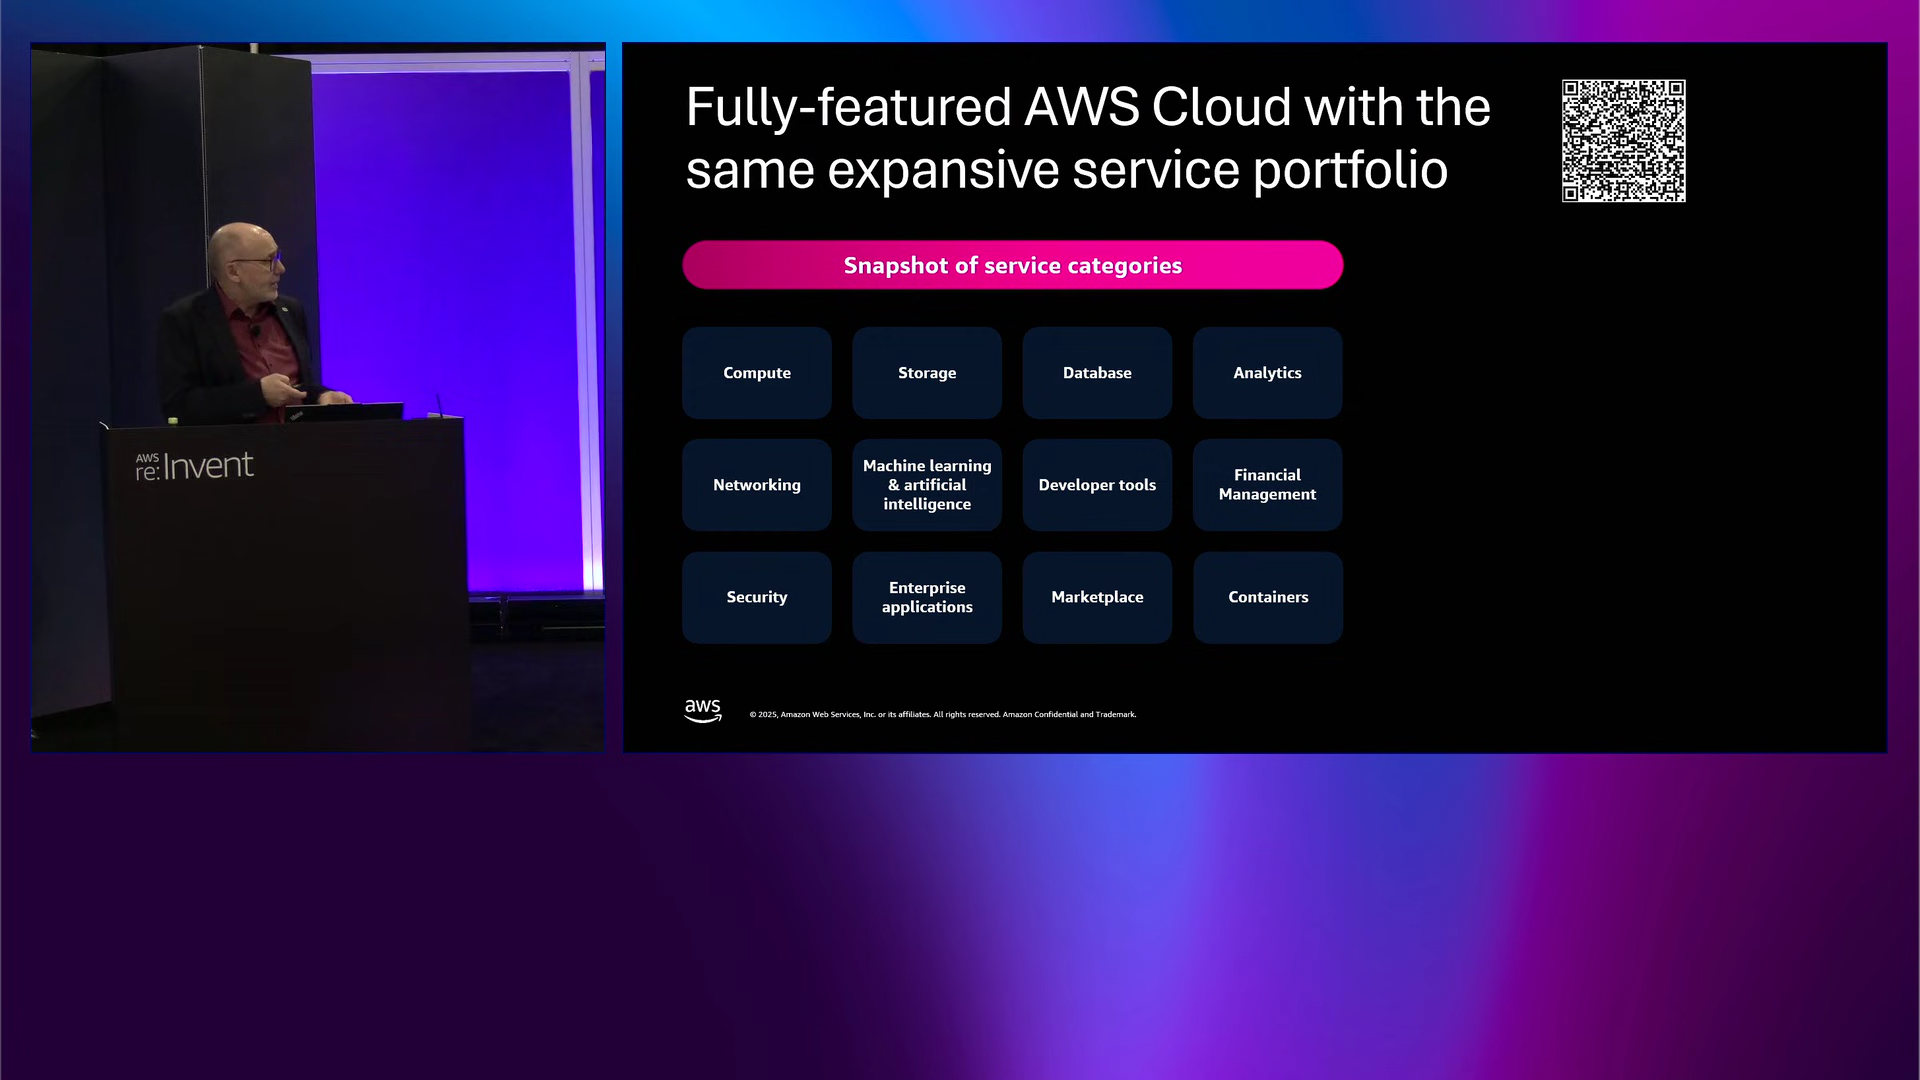 AWS
re:Invent
Fully-featured AWS Cloud with the
same expansive service portfolio
Snapshot of service categories
Compute
Storage
Database
Analytics
Networking
Machine learning
& artificial
intelligence
Developer tools
Financial
Management
Security
Enterprise
applications
Marketplace
Containers
aws
© 2025, Amazon Web Services, Inc. or its affiliates. All rights reserved. Amazon Confidential and Trademark.